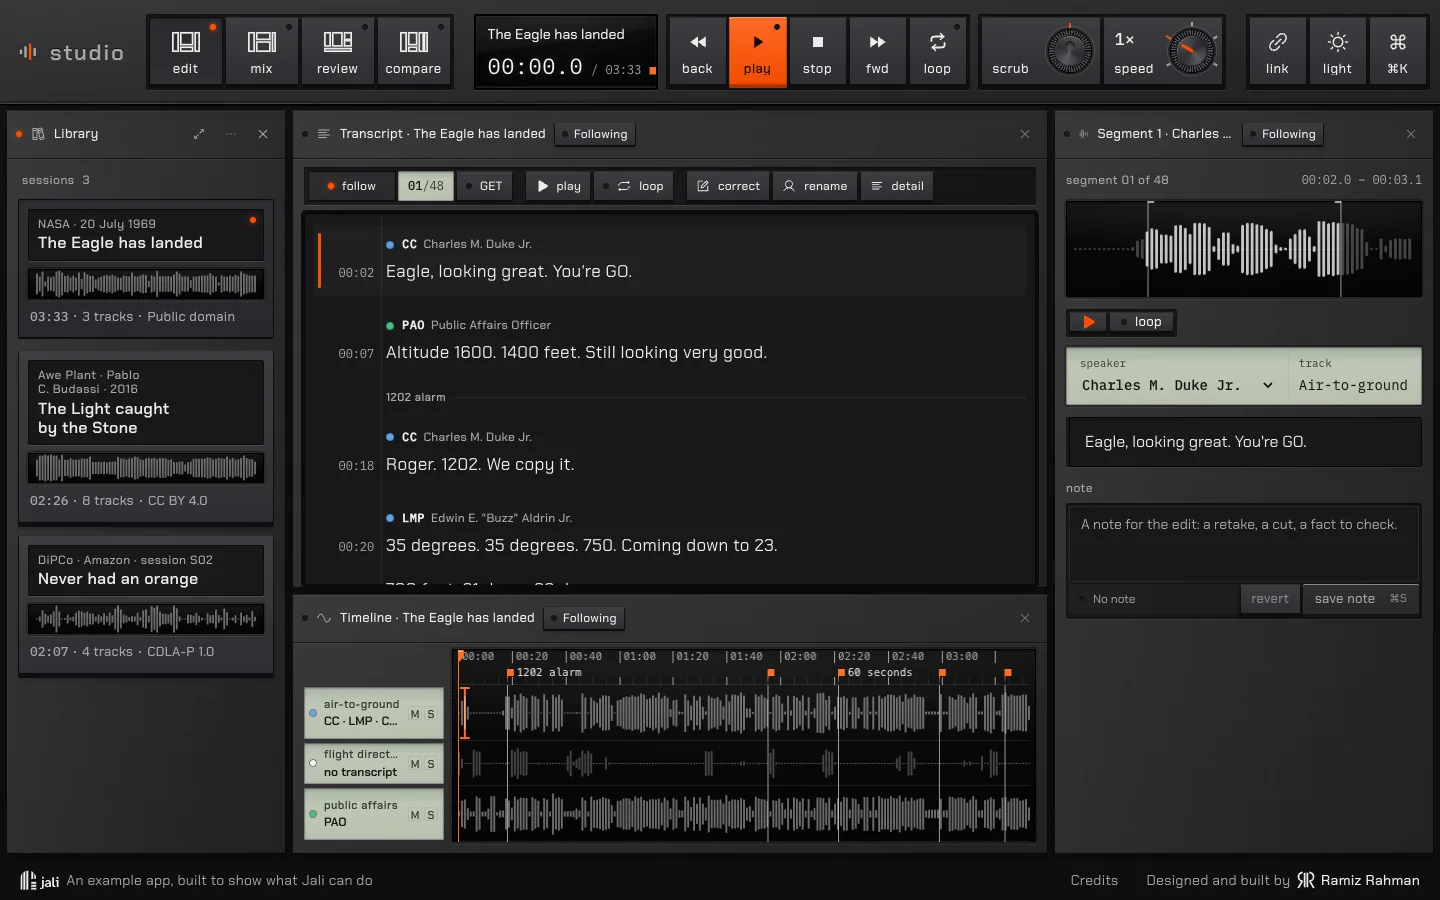 studio
edit
mix
review
compare
The Eagle has landed
00:00.0 / 03:33
back
play
stop
fwd
loop
scrub
1×
speed
link
light
⌘K
Library
sessions 3
NASA · 20 July 1969
The Eagle has landed
03:33 · 3 tracks · Public domain
Awe Plant · Pablo
C. Budassi · 2016
The Light caught
by the Stone
02:26 · 8 tracks · CC BY 4.0
DiPCo · Amazon · session S02
Never had an orange
02:07 · 4 tracks · CDLA-P 1.0
Transcript · The Eagle has landed
Following
follow
01/48
GET
play
loop
correct
rename
detail
CC Charles M. Duke Jr.
00:02 Eagle, looking great. You're GO.
PAO Public Affairs Officer
00:07 Altitude 1600. 1400 feet. Still looking very good.
1202 alarm
CC Charles M. Duke Jr.
00:18 Roger. 1202. We copy it.
LMP Edwin E. "Buzz" Aldrin Jr.
00:20 35 degrees. 35 degrees. 750. Coming down to 23.
Timeline · The Eagle has landed
Following
00:00 00:20 00:40 01:00 01:20 01:40 02:00 02:20 02:40 03:00
1202 alarm
60 seconds
air-to-ground
CC · LMP · C...
M S
flight direct...
no transcript
M S
public affairs
PAO
M S
Segment 1 · Charles ...
Following
segment 01 of 48
00:02.0 – 00:03.1
loop
speaker
Charles M. Duke Jr.
track
Air-to-ground
Eagle, looking great. You're GO.
note
A note for the edit: a retake, a cut, a fact to check.
No note
revert
save note ⌘S
jali An example app, built to show what Jali can do
Credits
Designed and built by Ramiz Rahman